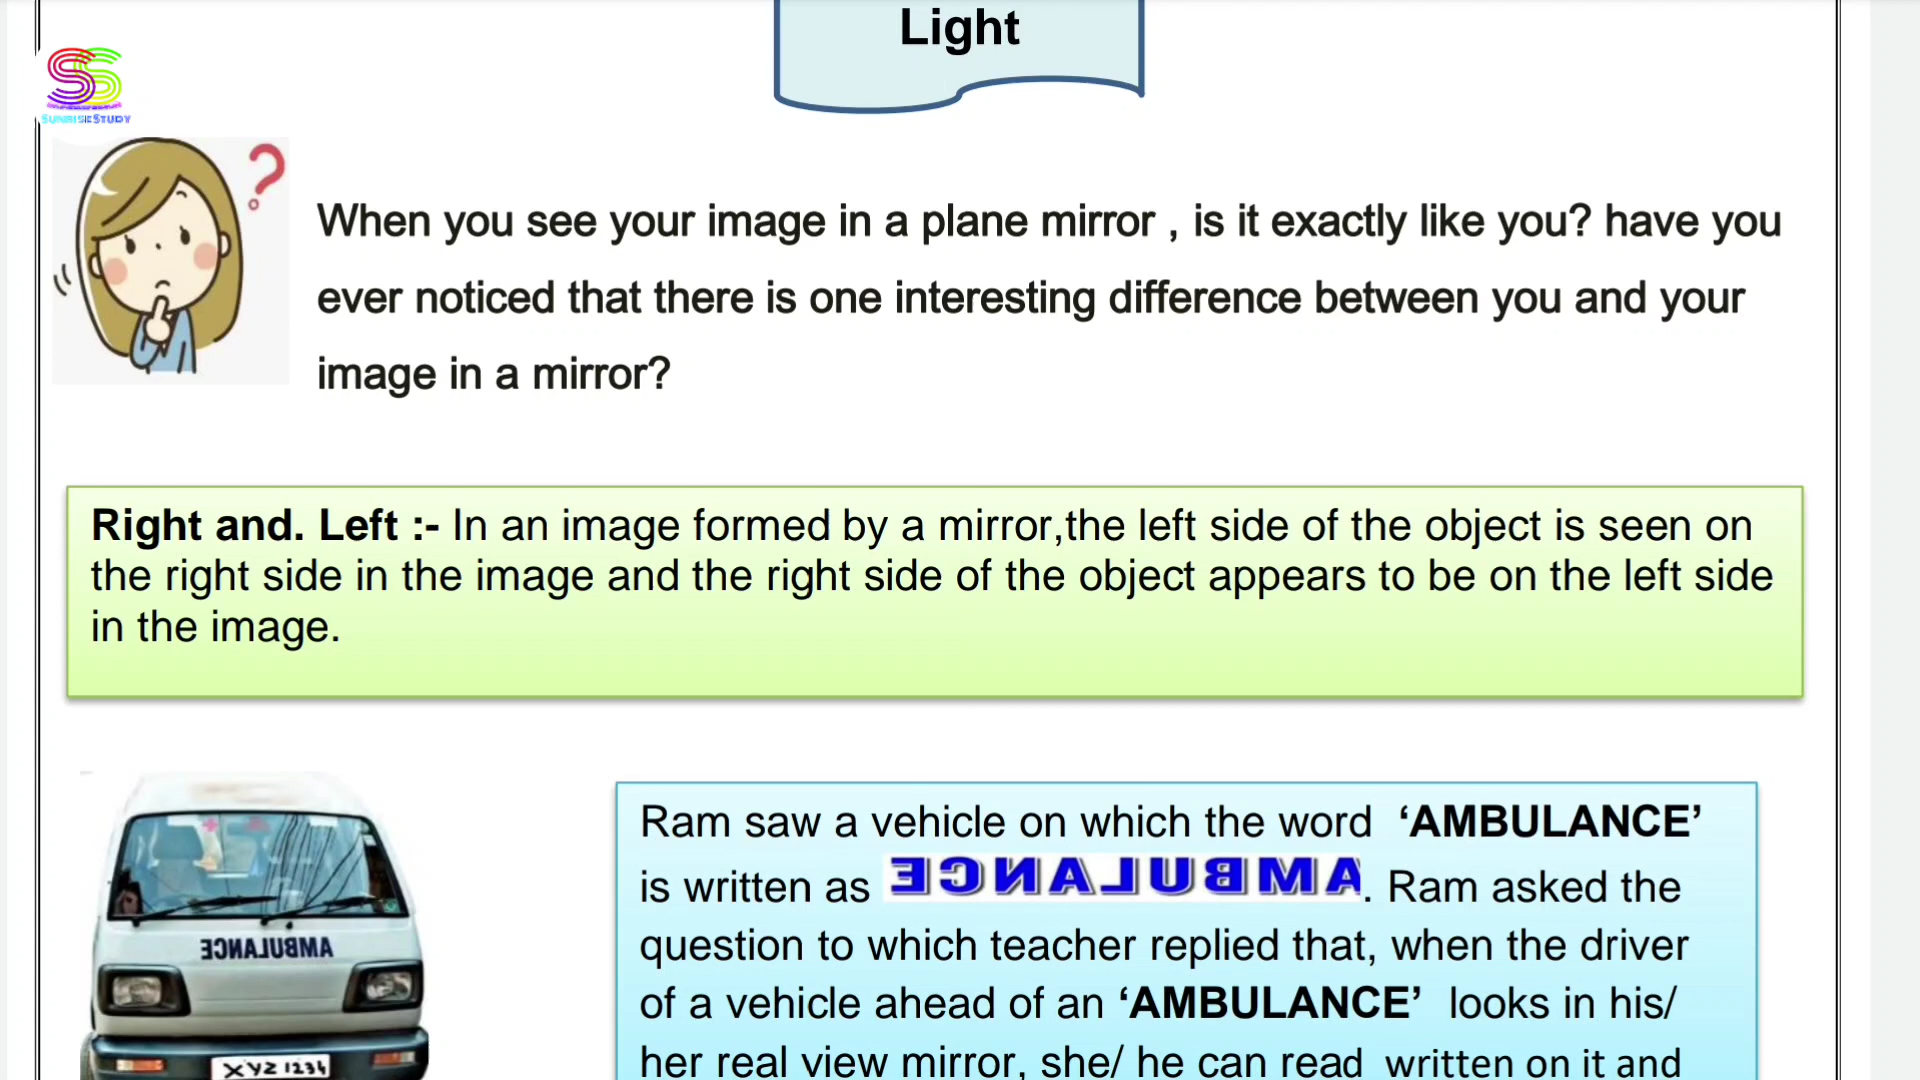 Light
SS
SUNRISESTUDY
?
When you see your image in a plane mirror , is it exactly like you? have you
ever noticed that there is one interesting difference between you and your
image in a mirror?
Right and. Left :- In an image formed by a mirror,the left side of the object is seen on
the right side in the image and the right side of the object appears to be on the left side
in the image.
AMBULANCE
XYZ 1234
Ram saw a vehicle on which the word ‘AMBULANCE’
is written as AMBULANCE. Ram asked the
question to which teacher replied that, when the driver
of a vehicle ahead of an ‘AMBULANCE’ looks in his/
her real view mirror, she/ he can read written on it and